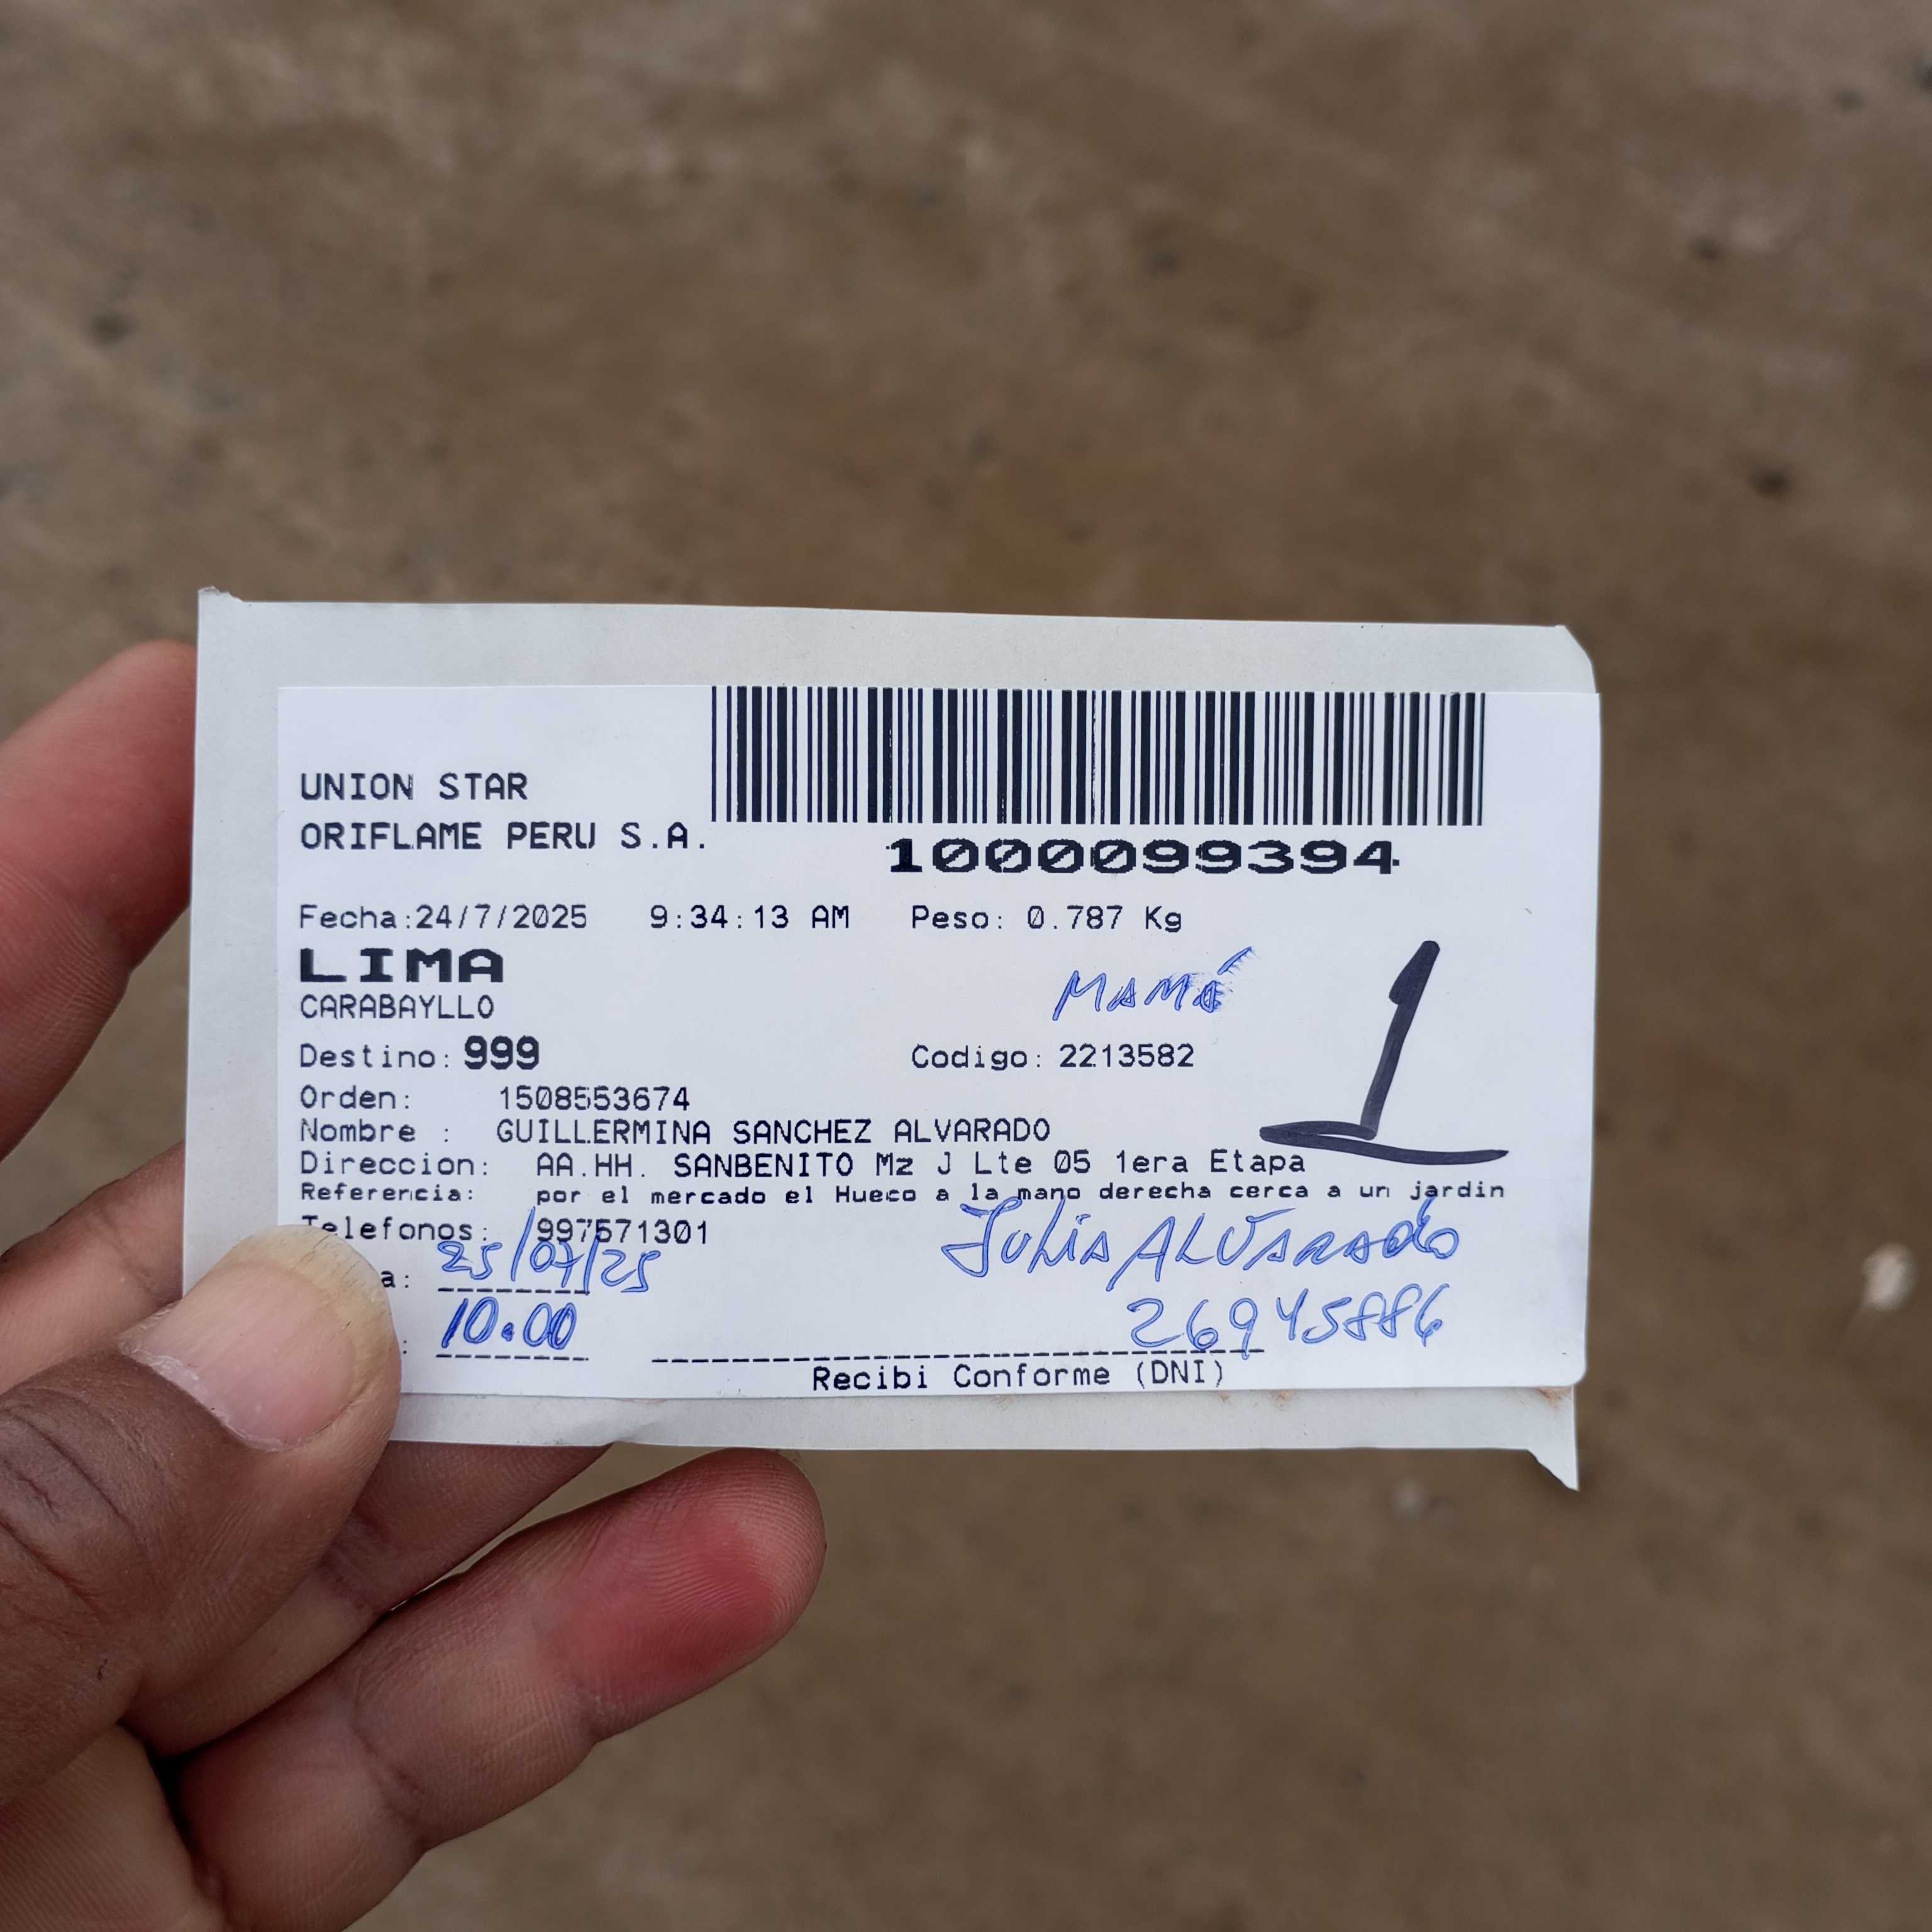 UNION STAR
ORIFLAME PERU S.A.
1000099394
Fecha:24/7/2025 9:34:13 AM Peso: 0.787 Kg
LIMA
MAMÁ
1
CARABAYLLO
Destino: 999 Codigo: 2213582
Orden: 1508553674
Nombre : GUILLERMINA SANCHEZ ALVARADO
Direccion: AA.HH. SANBENITO Mz J Lte 05 1era Etapa
Referencia: por el mercado el Hueco a la mano derecha cerca a un jardin
Telefonos: 997571301
Julia ALVARADO
a: 25/07/25
26945886
: 10.00
Recibi Conforme (DNI)